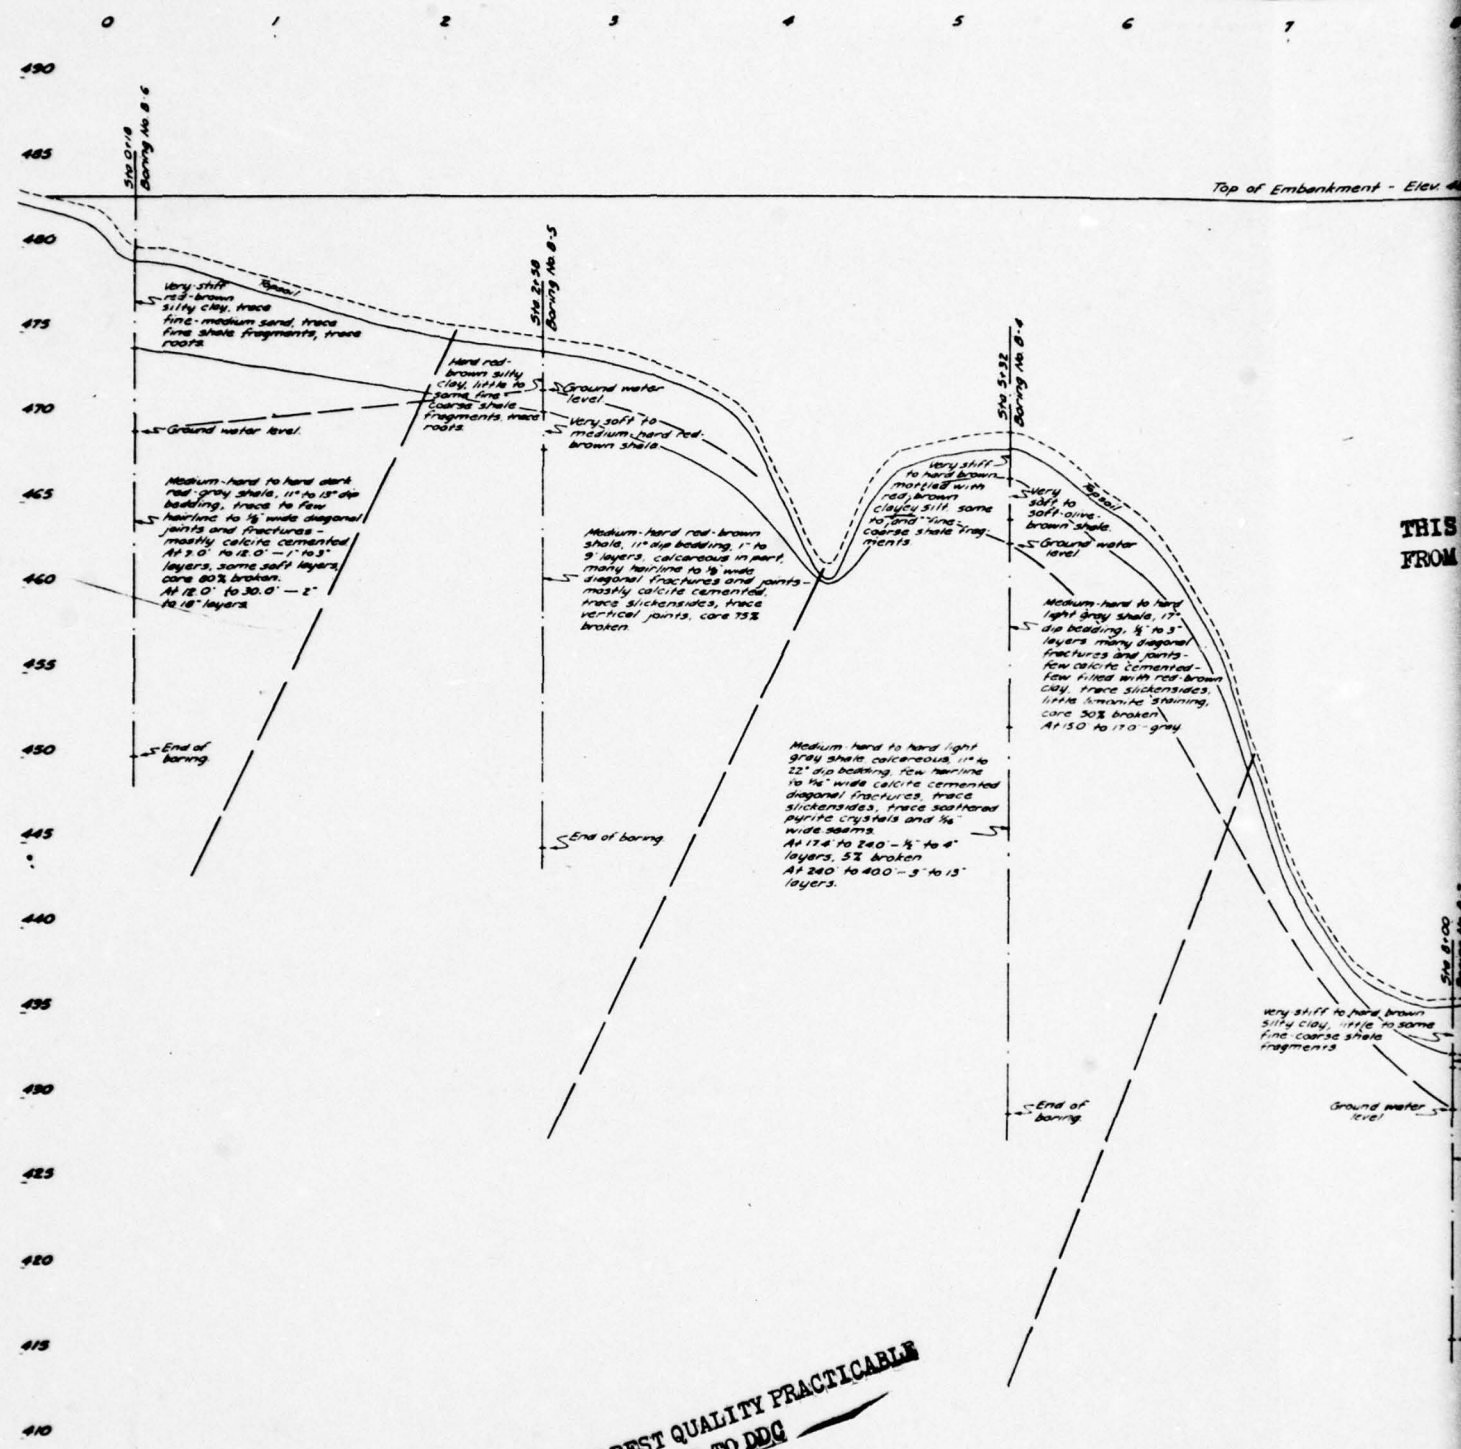 0 1 2 3 4 5 6 7
490
485
480
475
470
465
460
455
450
445
440
495
490
425
420
415
410
Sta 0+18
Boring No. B-6
Sta 2+58
Boring No. B-5
Sta 5+32
Boring No. B-4
Sta 8+00
Top of Embankment - Elev.
Topsoil
Very stiff
red-brown
silty clay, trace
fine-medium sand, trace
fine shale fragments, trace
roots.
Ground water level.
Medium-hard to hard dark
red-gray shale, 11° to 15° dip
bedding, trace to few
hairline to ⅛" wide diagonal
joints and fractures -
mostly calcite cemented.
At 9.0' to 12.0' - 1" to 3"
layers, some soft layers,
core 80% broken.
At 12.0' to 30.0' - 2"
to 18" layers.
End of
boring.
Hard red-
brown silty
clay, little to
some fine-
coarse shale
fragments, trace
roots.
Ground water
level.
Very soft to
medium-hard red-
brown shale.
Medium-hard red-brown
shale, 11° dip bedding, 1" to
9" layers, calcareous in part,
many hairline to ⅛" wide
diagonal fractures and joints-
mostly calcite cemented,
trace slickensides, trace
vertical joints, core 75%
broken.
End of boring.
Very stiff
to hard brown
mottled with
red-brown
clayey silt, some
to "and" fine-
coarse shale frag-
ments.
Very
soft to
soft-olive-
brown shale.
Topsoil
Ground water
level
Medium-hard to hard
light gray shale, 17°
dip bedding, ½" to 3"
layers many diagonal
fractures and joints-
few calcite cemented-
few filled with red-brown
clay, trace slickensides,
little limonite staining,
core 50% broken
At 15.0' to 17.0' - gray
Medium-hard to hard light
gray shale calcareous, 11° to
22° dip bedding, few hairline
to 1/16" wide calcite cemented
diagonal fractures, trace
slickensides, trace scattered
pyrite crystals and 1/16"
wide seams.
At 17.4' to 24.0' - ½" to 4"
layers, 5% broken
At 24.0' to 40.0' - 3" to 15"
layers.
End of
boring.
Very stiff to hard brown
silty clay, little to some
fine-coarse shale
fragments
Ground water
level
THIS
FROM
BEST QUALITY PRACTICABLE
TO DDC